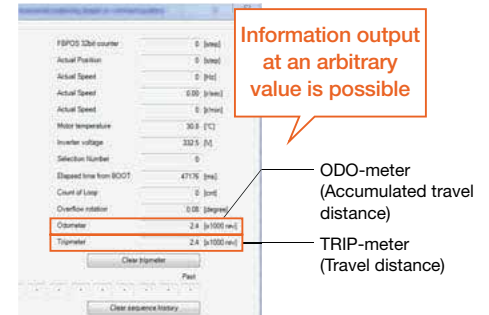 Information output
at an arbitrary
value is possible
FBPOS 32bit counter 0 [step]
Actual Position 0 [step]
Actual Speed 0 [Hz]
Actual Speed 0.00 [r/sec]
Actual Speed 0 [r/min]
Motor temperature 30.8 [°C]
Inverter voltage 332.5 [V]
Selection Number 0
Elapsed time from BOOT 47176 [ms]
Count of Loop 0 [cnt]
Overflow rotation 0.08 [degree]
Odometer 2.4 [x1000 rev]
Tripmeter 2.4 [x1000 rev]
Clear tripmeter
Past
Clear sequence history
ODO-meter
(Accumulated travel
distance)
TRIP-meter
(Travel distance)